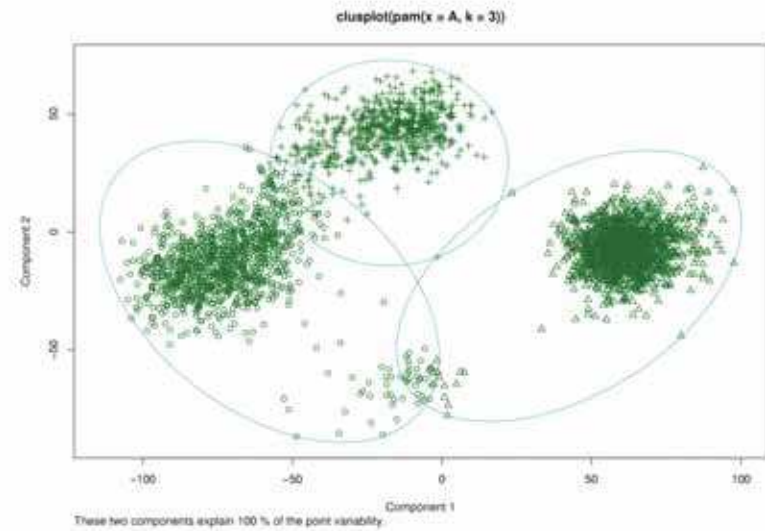 clusplot(pam(x = A, k = 3))
50
0
−50
Component 2
−100
−50
0
50
100
Component 1
These two components explain 100 % of the point variability.